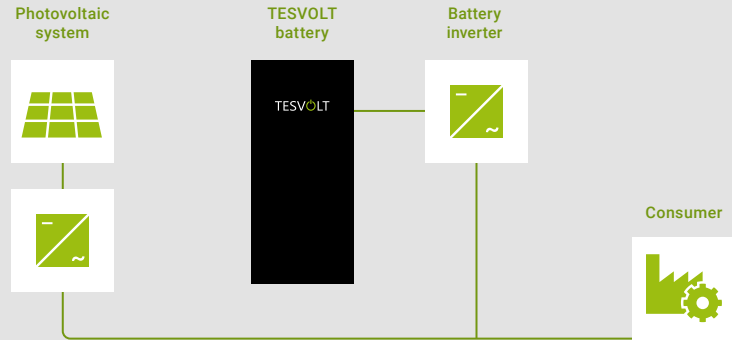 Photovoltaic
system
TESVOLT
battery
Battery
inverter
TESVOLT
Consumer